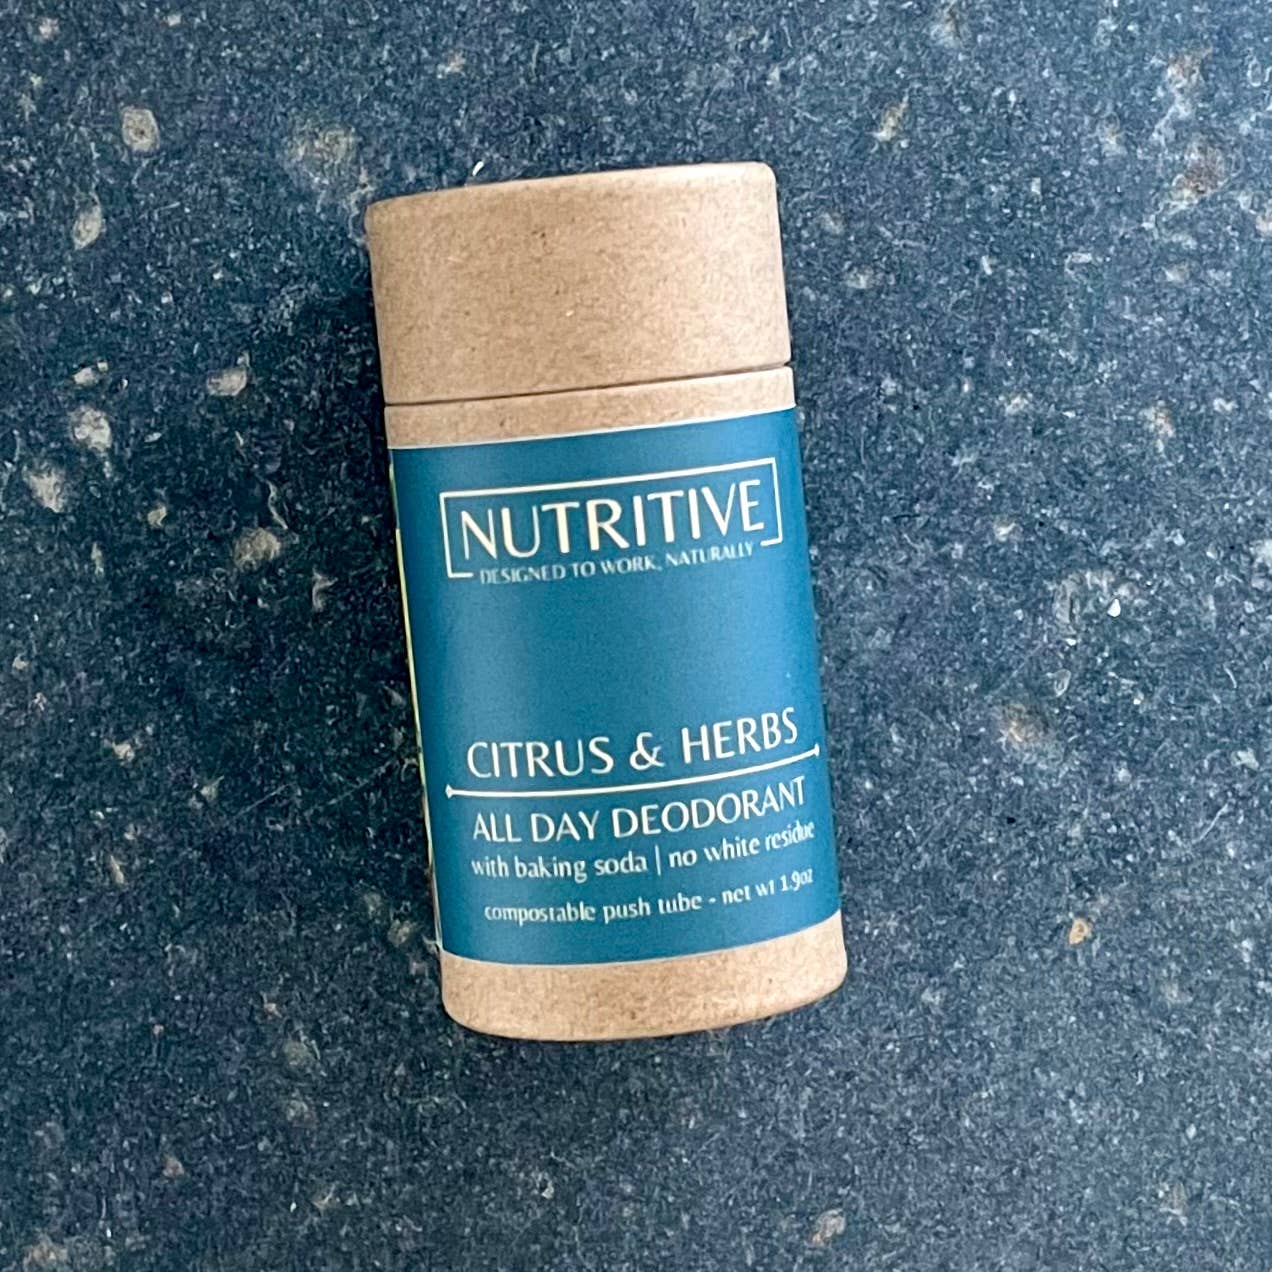 NUTRITIVE
DESIGNED TO WORK, NATURALLY
CITRUS & HERBS
ALL DAY DEODORANT
with baking soda | no white residue
compostable push tube - net wt 1.9oz